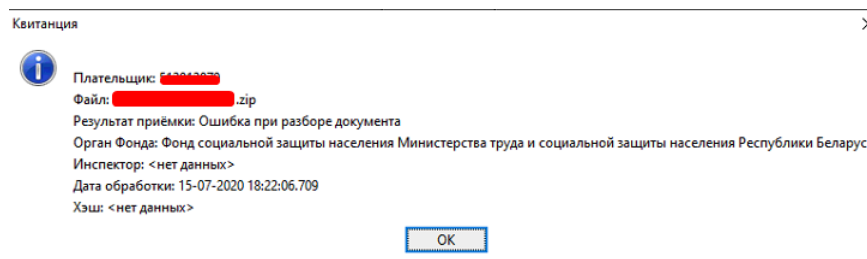 Квитанция
Плательщик:
Файл: .zip
Результат приёмки: Ошибка при разборе документа
Орган Фонда: Фонд социальной защиты населения Министерства труда и социальной защиты населения Республики Беларус
Инспектор: <нет данных>
Дата обработки: 15-07-2020 18:22:06.709
Хэш: <нет данных>
OK